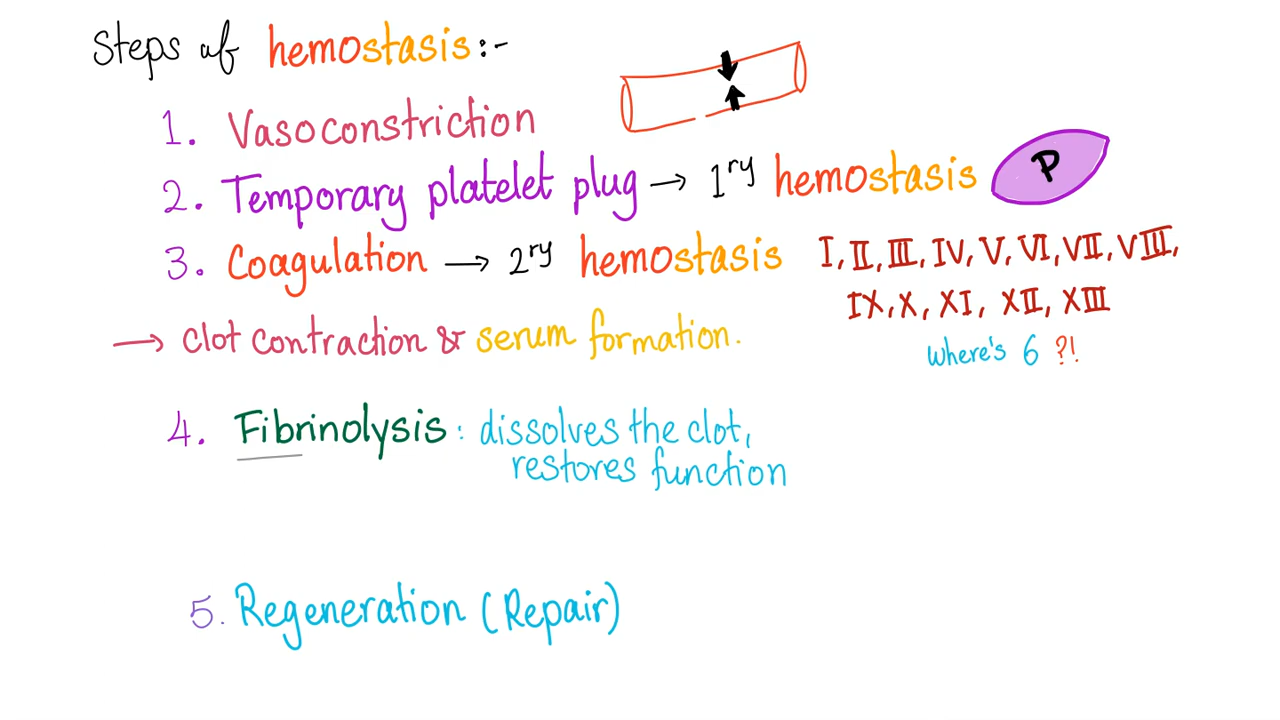 Steps of hemostasis:-
1. Vasoconstriction
2. Temporary platelet plug → 1ry hemostasis
P
3. Coagulation → 2ry hemostasis
I, II, III, IV, V, VI, VII, VIII,
IX, X, XI, XII, XIII
where's 6 ?!
→ Clot contraction & serum formation.
4. Fibrinolysis: dissolves the clot,
restores function
5. Regeneration (Repair)